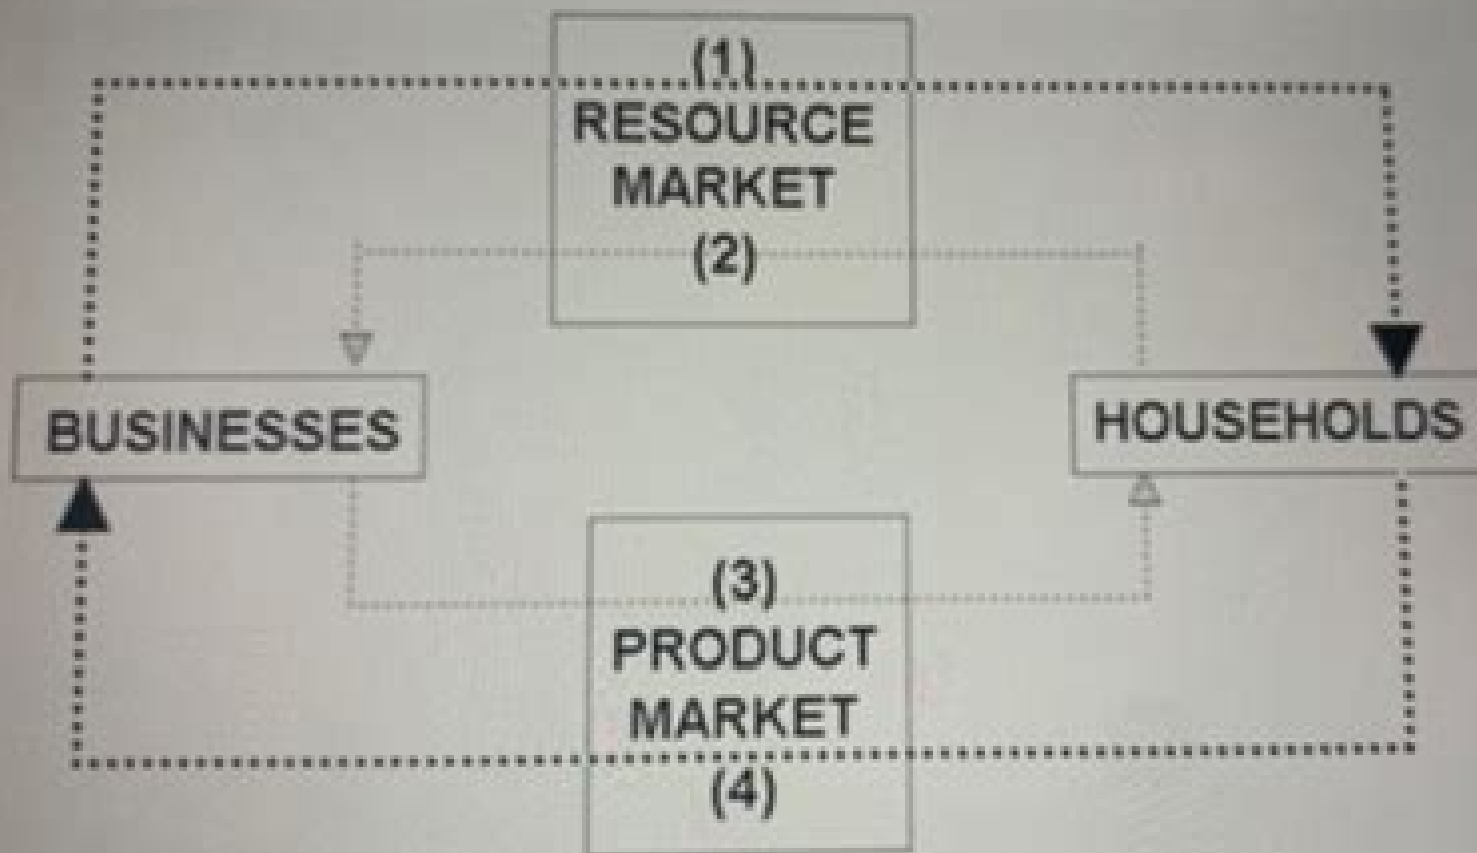 (1)
RESOURCE
MARKET
(2)
BUSINESSES
HOUSEHOLDS
(3)
PRODUCT
MARKET
(4)